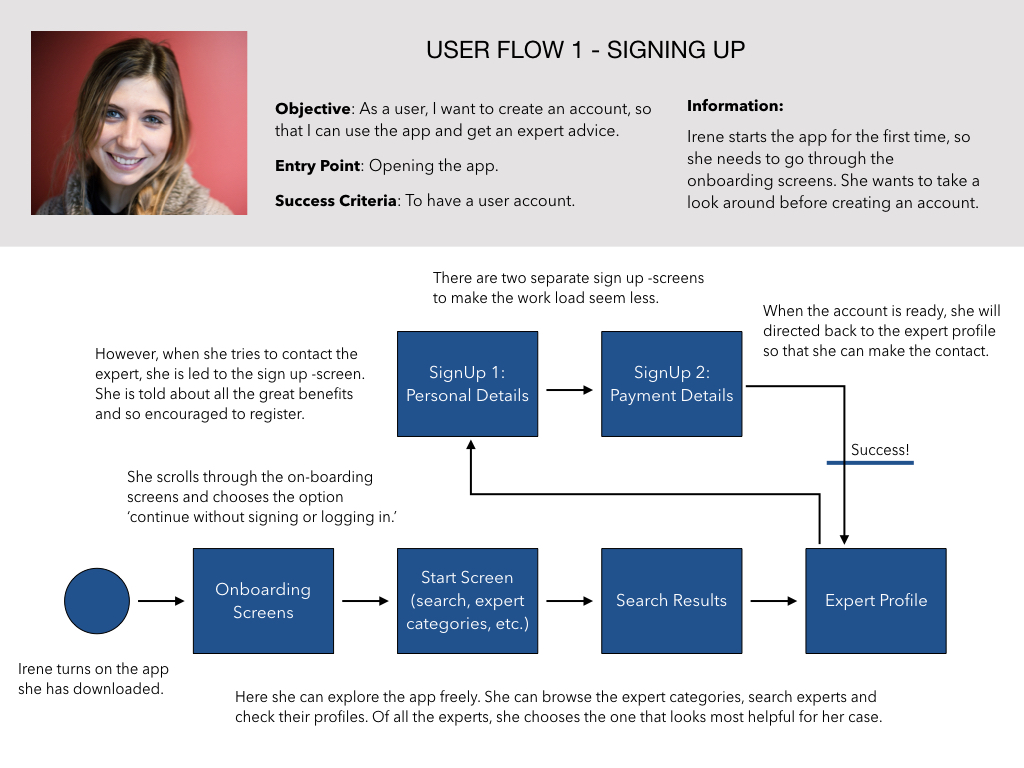 USER FLOW 1 - SIGNING UP
Objective: As a user, I want to create an account, so
that I can use the app and get an expert advice.
Entry Point: Opening the app.
Success Criteria: To have a user account.
Information:
Irene starts the app for the first time, so
she needs to go through the
onboarding screens. She wants to take a
look around before creating an account.
There are two separate sign up -screens
to make the work load seem less.
When the account is ready, she will
directed back to the expert profile
so that she can make the contact.
However, when she tries to contact the
expert, she is led to the sign up -screen.
She is told about all the great benefits
and so encouraged to register.
SignUp 1:
Personal Details
SignUp 2:
Payment Details
Success!
She scrolls through the on-boarding
screens and chooses the option
‘continue without signing or logging in.’
Onboarding
Screens
Start Screen
(search, expert
categories, etc.)
Search Results
Expert Profile
Irene turns on the app
she has downloaded.
Here she can explore the app freely. She can browse the expert categories, search experts and
check their profiles. Of all the experts, she chooses the one that looks most helpful for her case.